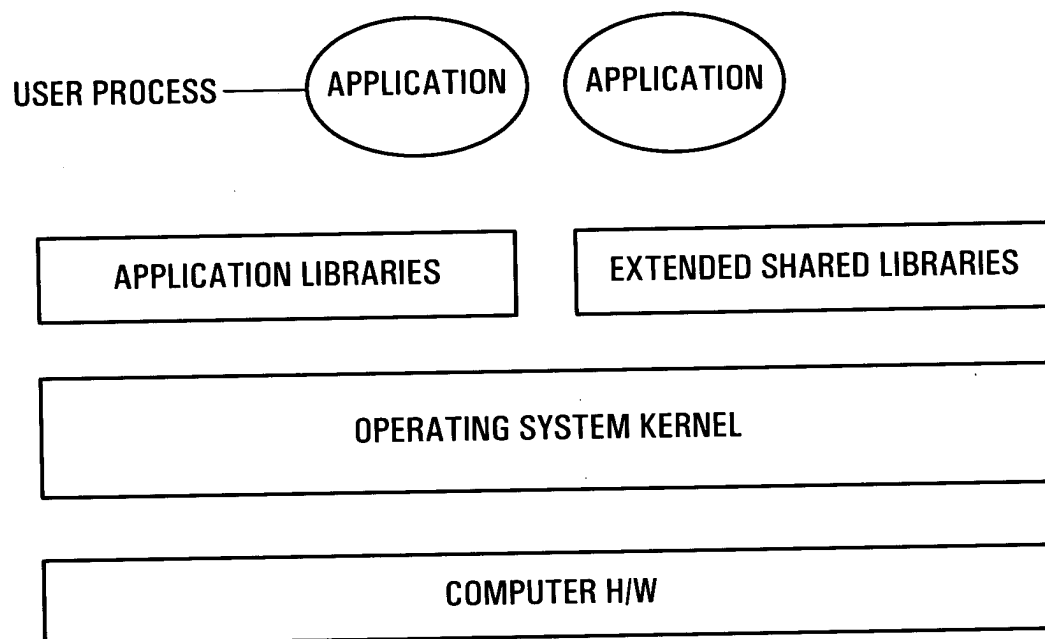 USER PROCESS
APPLICATION
APPLICATION
APPLICATION LIBRARIES
EXTENDED SHARED LIBRARIES
OPERATING SYSTEM KERNEL
COMPUTER H/W